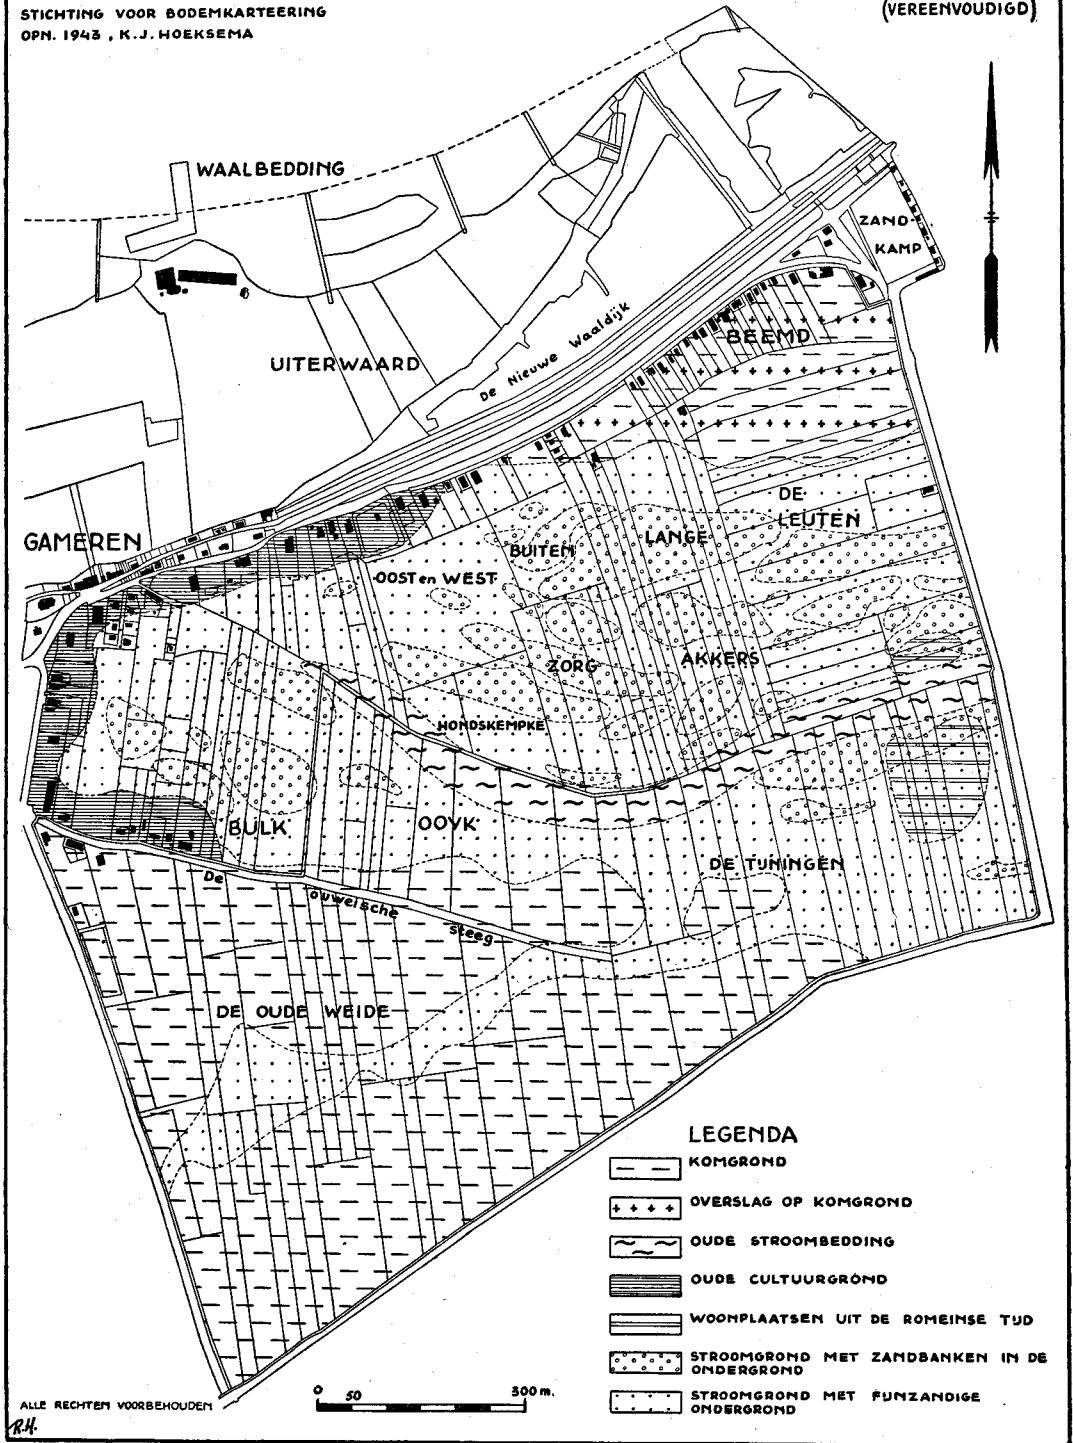 STICHTING VOOR BODEMKARTEERING
OPN. 1943, K.J. HOEKSEMA
(VEREENVOUDIGD)
WAALBEDDING
ZAND-
KAMP
De Nieuwe Waaldijk
BEEMD
UITERWAARD
DE
LEUTEN
GAMEREN
BUITEN
LANGE
OOST en WEST
ZORG
AKKERS
HONDSKEMPKE
BULK
OOYK
DE TIJNINGEN
De
ouwelsche
steeg
DE OUDE WEIDE
LEGENDA
KOMGROND
OVERSLAG OP KOMGROND
OUDE STROOMBEDDING
OUDE CULTUURGROND
WOONPLAATSEN UIT DE ROMEINSE TIJD
STROOMGROND MET ZANDBANKEN IN DE
ONDERGROND
STROOMGROND MET FIJNZANDIGE
ONDERGROND
0 50 300 m.
ALLE RECHTEN VOORBEHOUDEN
R.H.